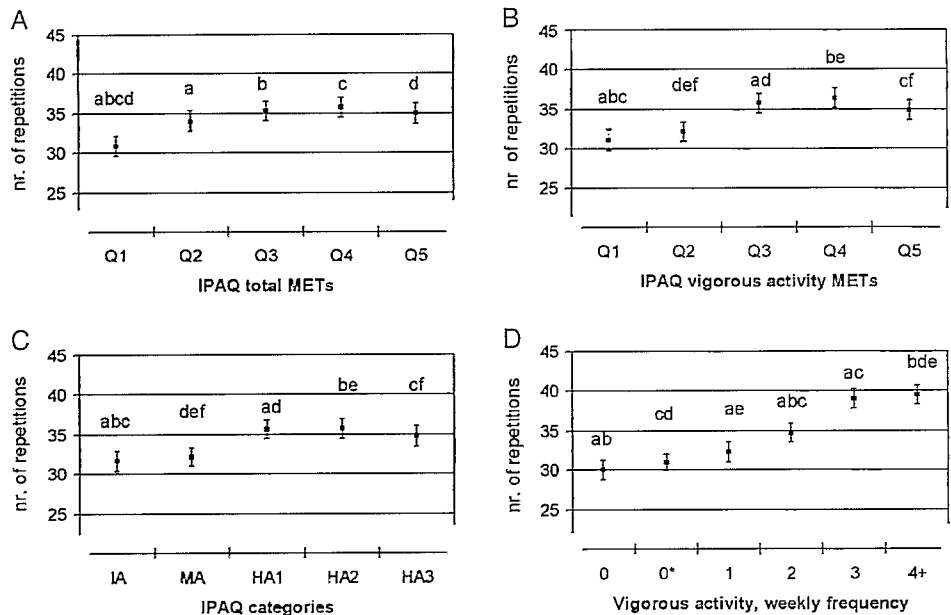 A
nr. of repetitions
45
40
35
30
25
abcd
a
b
c
d
Q1 Q2 Q3 Q4 Q5
IPAQ total METs
B
nr of repetitions
45
40
35
30
25
abc
def
ad
be
cf
Q1 Q2 Q3 Q4 Q5
IPAQ vigorous activity METs
C
nr. of repetitions
45
40
35
30
25
abc
def
ad
be
cf
IA MA HA1 HA2 HA3
IPAQ categories
D
nr. of repetitions
45
40
35
30
25
ab
cd
ae
abc
ac
bde
0 0* 1 2 3 4+
Vigorous activity, weekly frequency